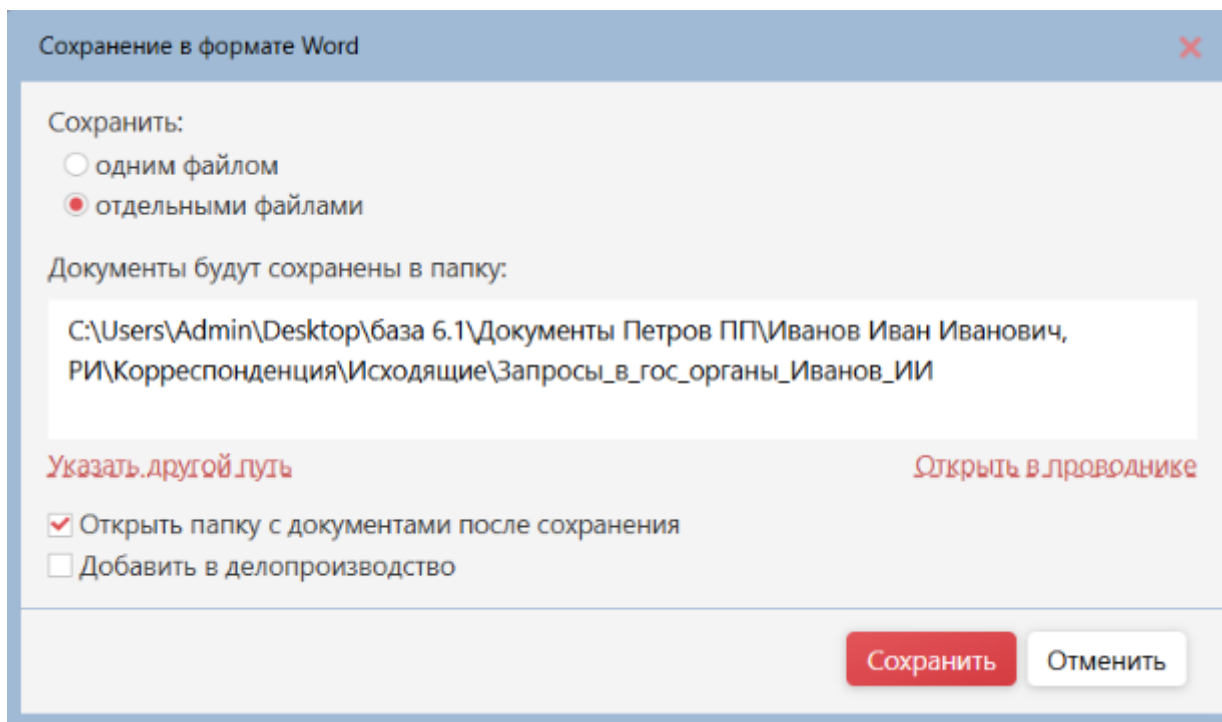 Сохранение в формате Word
Сохранить:
одним файлом
отдельными файлами
Документы будут сохранены в папку:
C:\Users\Admin\Desktop\база 6.1\Документы Петров ПП\Иванов Иван Иванович,
РИ\Корреспонденция\Исходящие\Запросы_в_гос_органы_Иванов_ИИ
Указать другой путь
Открыть в проводнике
Открыть папку с документами после сохранения
Добавить в делопроизводство
Сохранить
Отменить